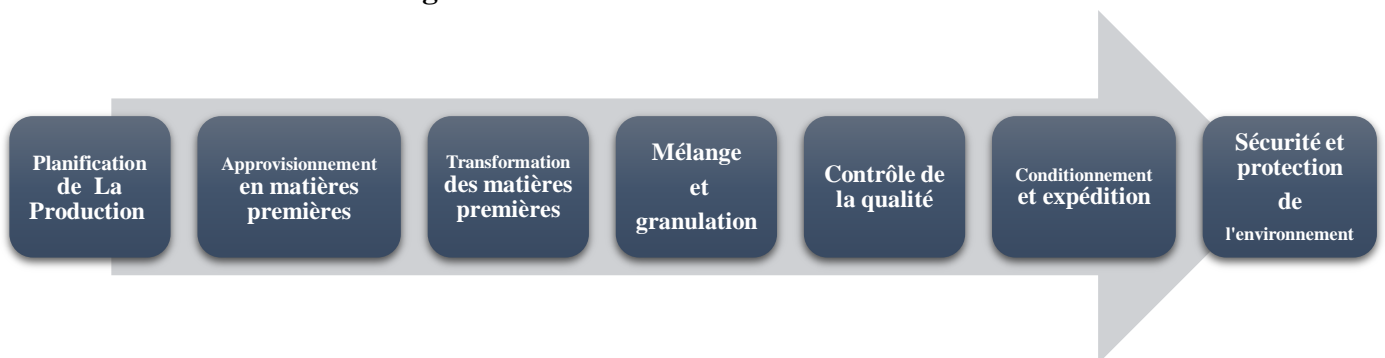 Planification
de La
Production
Approvisionnement
en matières
premières
Transformation
des matières
premières
Mélange
et
granulation
Contrôle de
la qualité
Conditionnement
et expédition
Sécurité et
protection
de
l'environnement